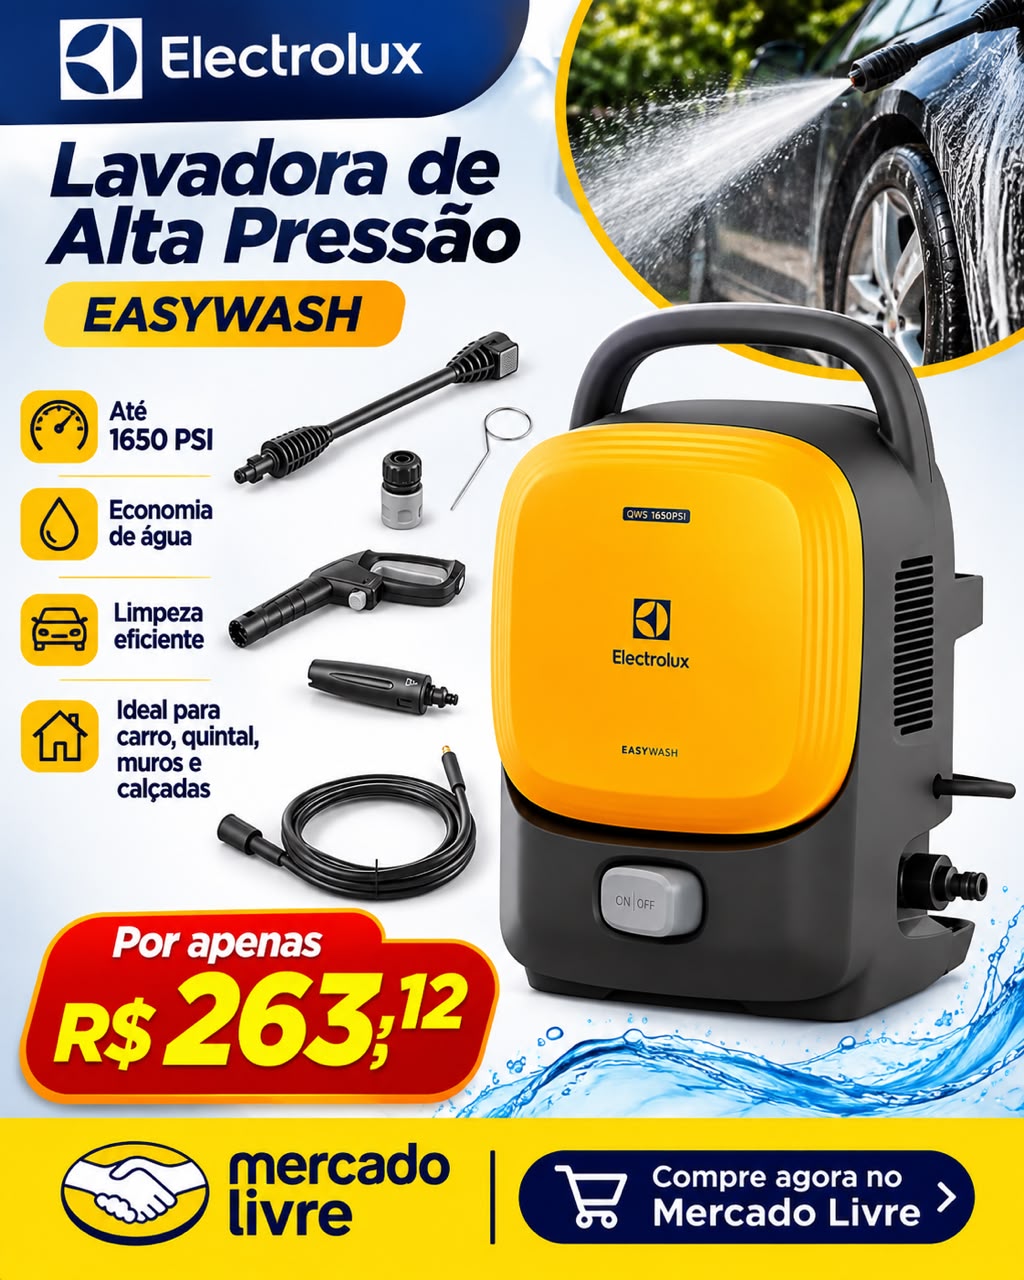 Electrolux
Lavadora de
Alta Pressão
EASYWASH
Até
1650 PSI
Economia
de água
Limpeza
eficiente
Ideal para
carro, quintal,
muros e
calçadas
QWS 1650PSI
Electrolux
EASYWASH
ON | OFF
Por apenas
R$ 263,,12
mercado
livre
Compre agora no
Mercado Livre